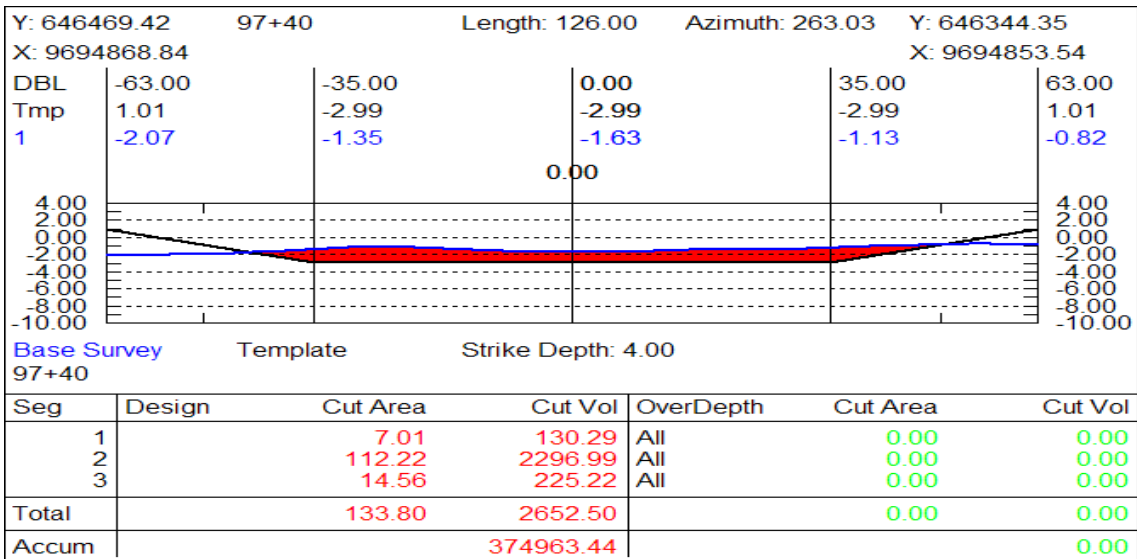 Y: 646469.42 97+40 Length: 126.00 Azimuth: 263.03 Y: 646344.35
X: 9694868.84 X: 9694853.54
DBL -63.00 -35.00 0.00 35.00 63.00
Tmp 1.01 -2.99 -2.99 -2.99 1.01
1 -2.07 -1.35 -1.63 -1.13 -0.82
0.00
4.00 4.00
2.00 2.00
0.00 0.00
-2.00 -2.00
-4.00 -4.00
-6.00 -6.00
-8.00 -8.00
-10.00 -10.00
Base Survey Template Strike Depth: 4.00
97+40
Seg Design Cut Area Cut Vol OverDepth Cut Area Cut Vol
1 7.01 130.29 All 0.00 0.00
2 112.22 2296.99 All 0.00 0.00
3 14.56 225.22 All 0.00 0.00
Total 133.80 2652.50 0.00 0.00
Accum 374963.44 0.00